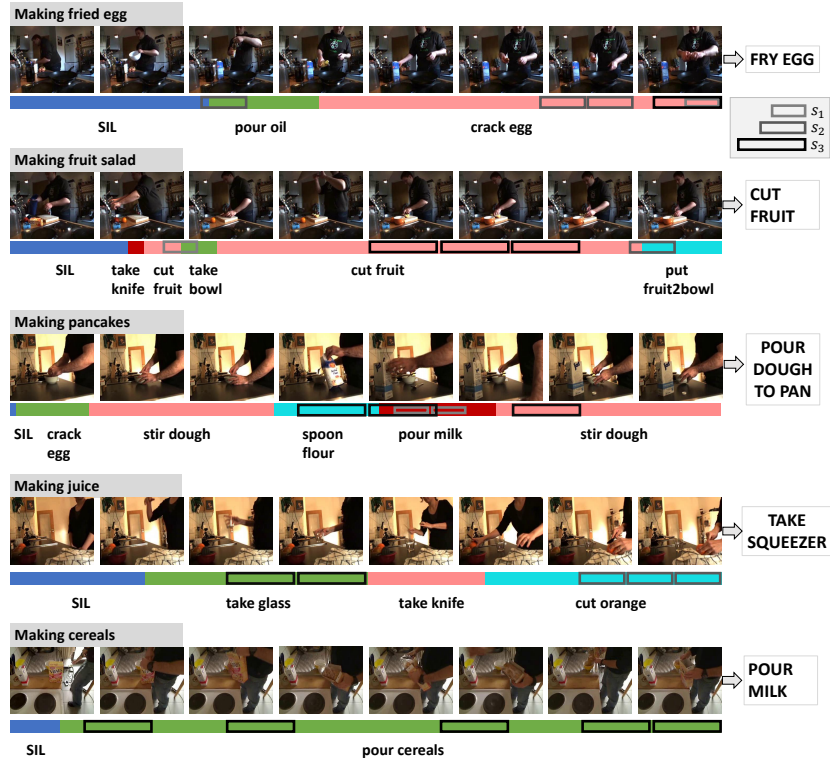 Making fried egg
FRY EGG
SIL pour oil crack egg
s₁
s₂
s₃
Making fruit salad
CUT
FRUIT
SIL take cut take cut fruit put
knife fruit bowl fruit2bowl
Making pancakes
POUR
DOUGH
TO PAN
SIL crack stir dough spoon pour milk stir dough
egg flour
Making juice
TAKE
SQUEEZER
SIL take glass take knife cut orange
Making cereals
POUR
MILK
SIL pour cereals